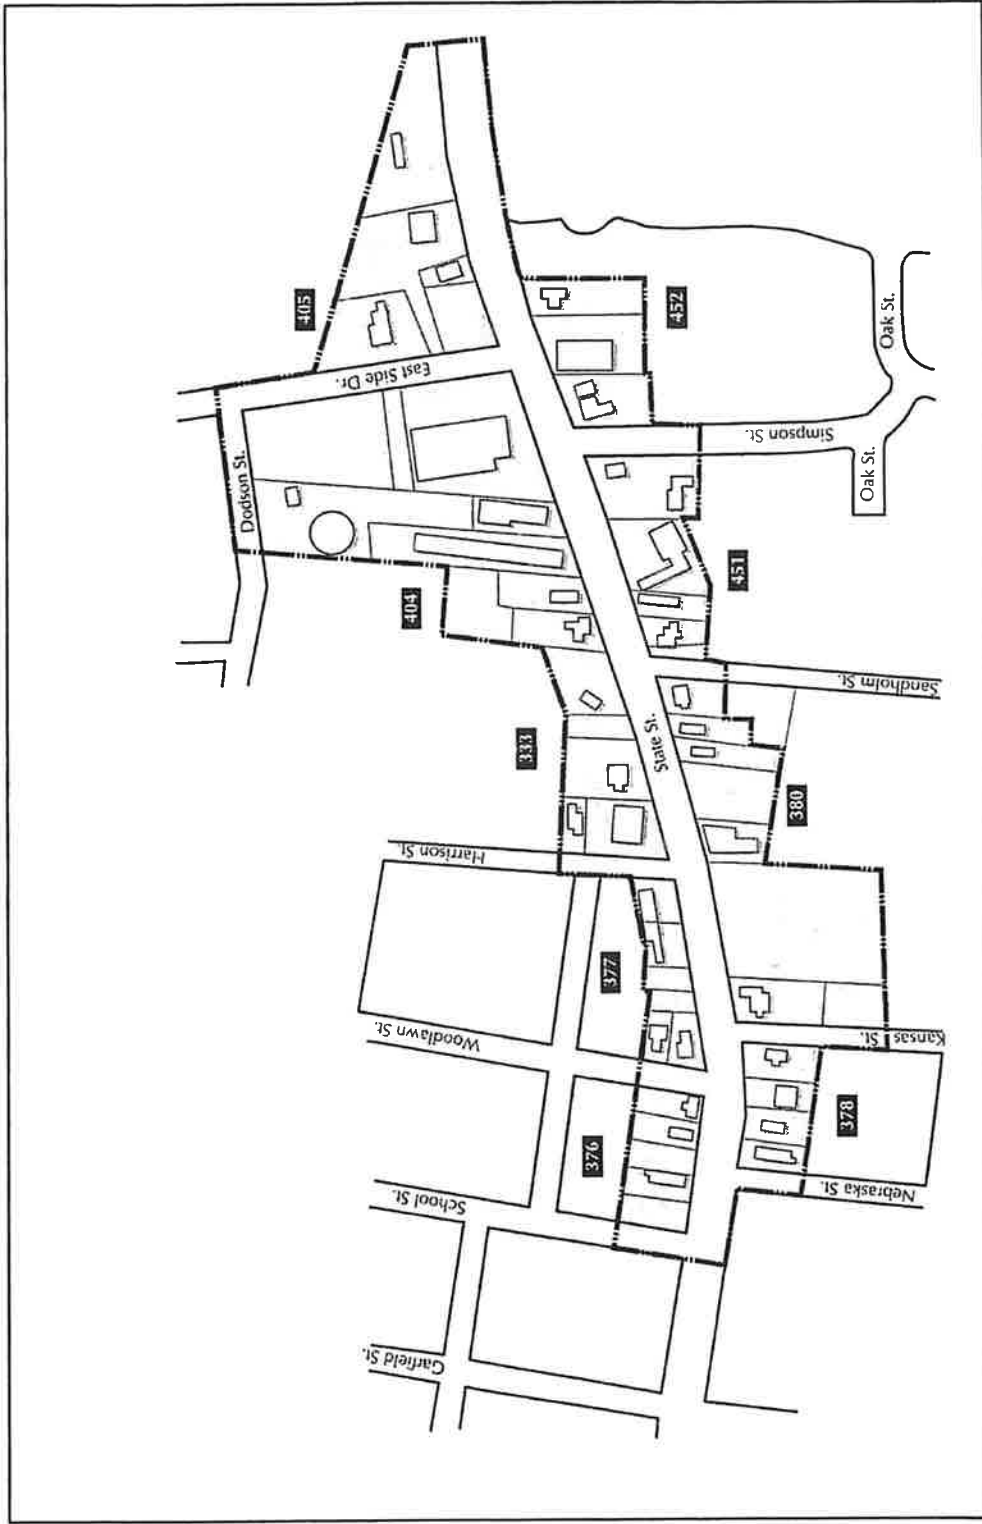 405
452
East Side Dr.
Oak St.
Simpson St.
Dodson St.
Oak St.
404
451
Sandholm St.
333
State St.
380
Harrison St.
377
Woodlawn St.
Kansas St.
376
378
Nebraska St.
School St.
Garfield St.